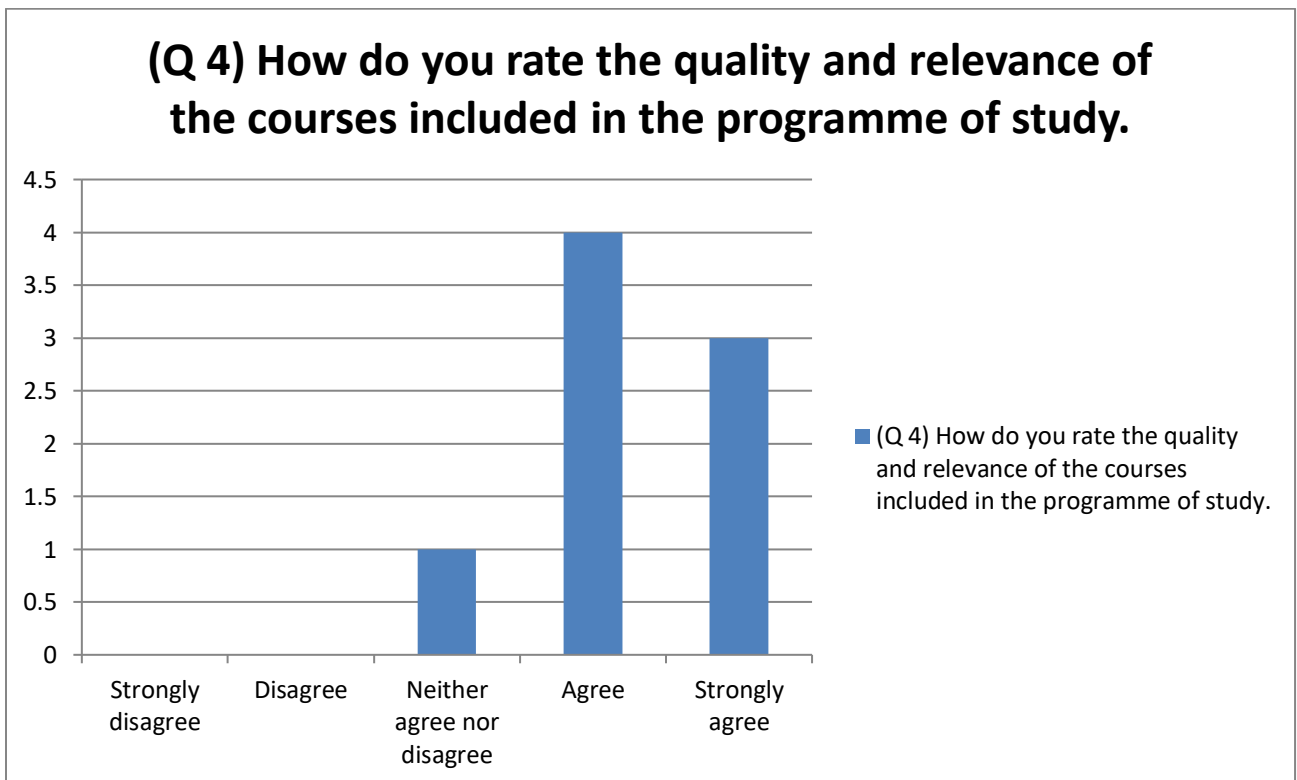 (Q 4) How do you rate the quality and relevance of
the courses included in the programme of study.
4.5
4
3.5
3
2.5
2
1.5
1
0.5
0
Strongly
disagree
Disagree
Neither
agree nor
disagree
Agree
Strongly
agree
(Q 4) How do you rate the quality
and relevance of the courses
included in the programme of study.